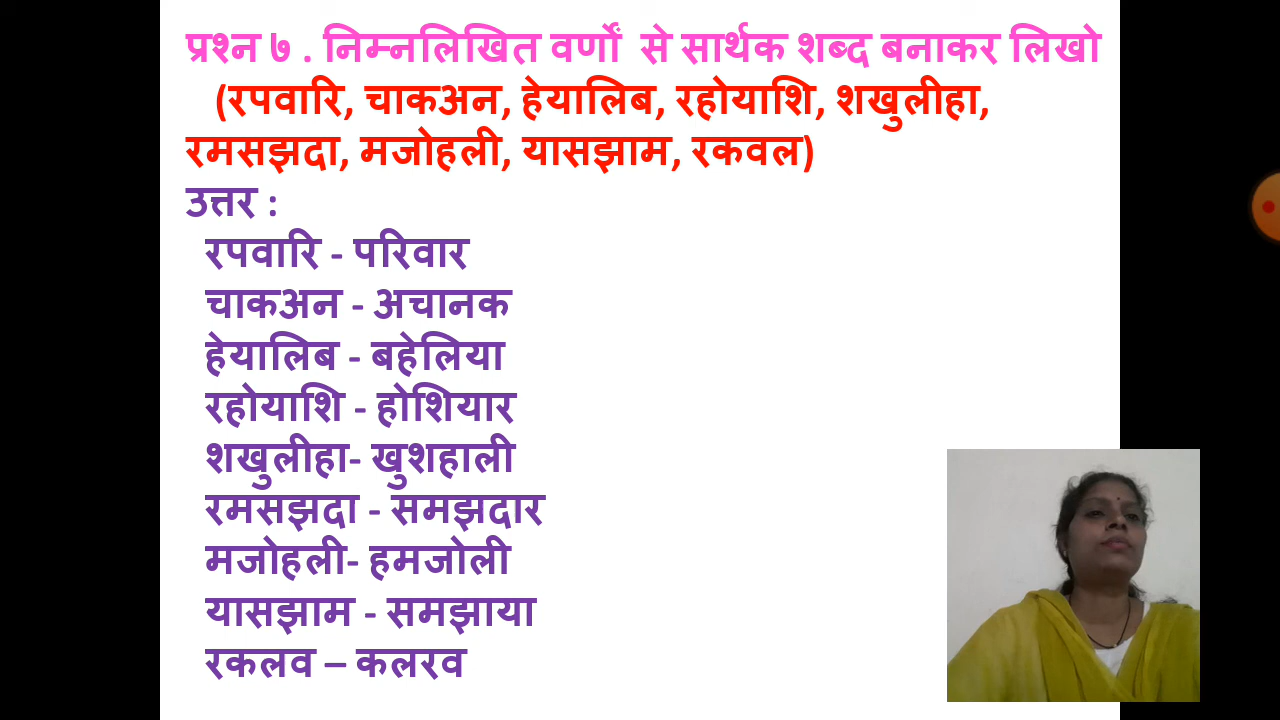 प्रश्न ७ . निम्नलिखित वर्णों से सार्थक शब्द बनाकर लिखो
(रपवारि, चाकअन, हेयालिब, रहोयाशि, शखुलीहा,
रमसझदा, मजोहली, यासझाम, रकवल)
उत्तर :
रपवारि - परिवार
चाकअन - अचानक
हेयालिब - बहेलिया
रहोयाशि - होशियार
शखुलीहा- खुशहाली
रमसझदा - समझदार
मजोहली- हमजोली
यासझाम - समझाया
रकलव – कलरव